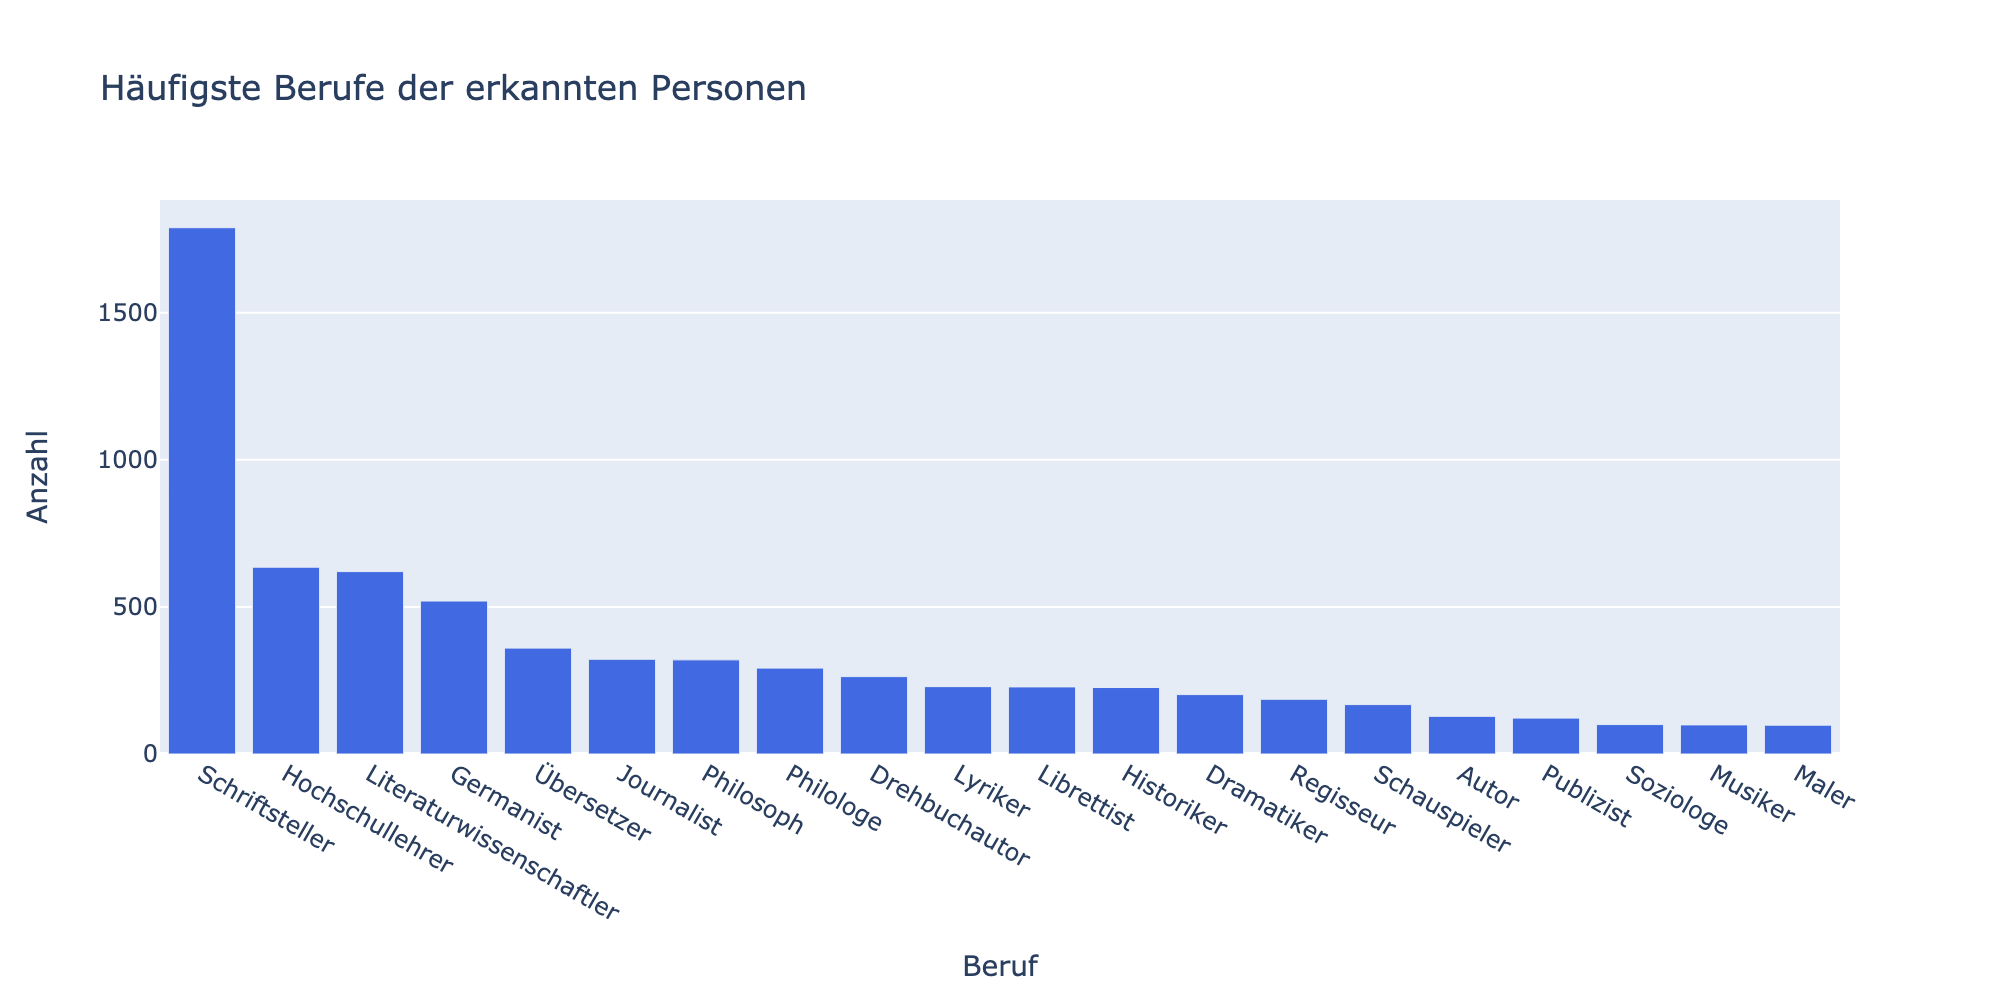 Häufigste Berufe der erkannten Personen
Anzahl
1500
1000
500
0
Schriftsteller
Hochschullehrer
Literaturwissenschaftler
Germanist
Übersetzer
Journalist
Philosoph
Philologe
Drehbuchautor
Lyriker
Librettist
Historiker
Dramatiker
Regisseur
Schauspieler
Autor
Publizist
Soziologe
Musiker
Maler
Beruf